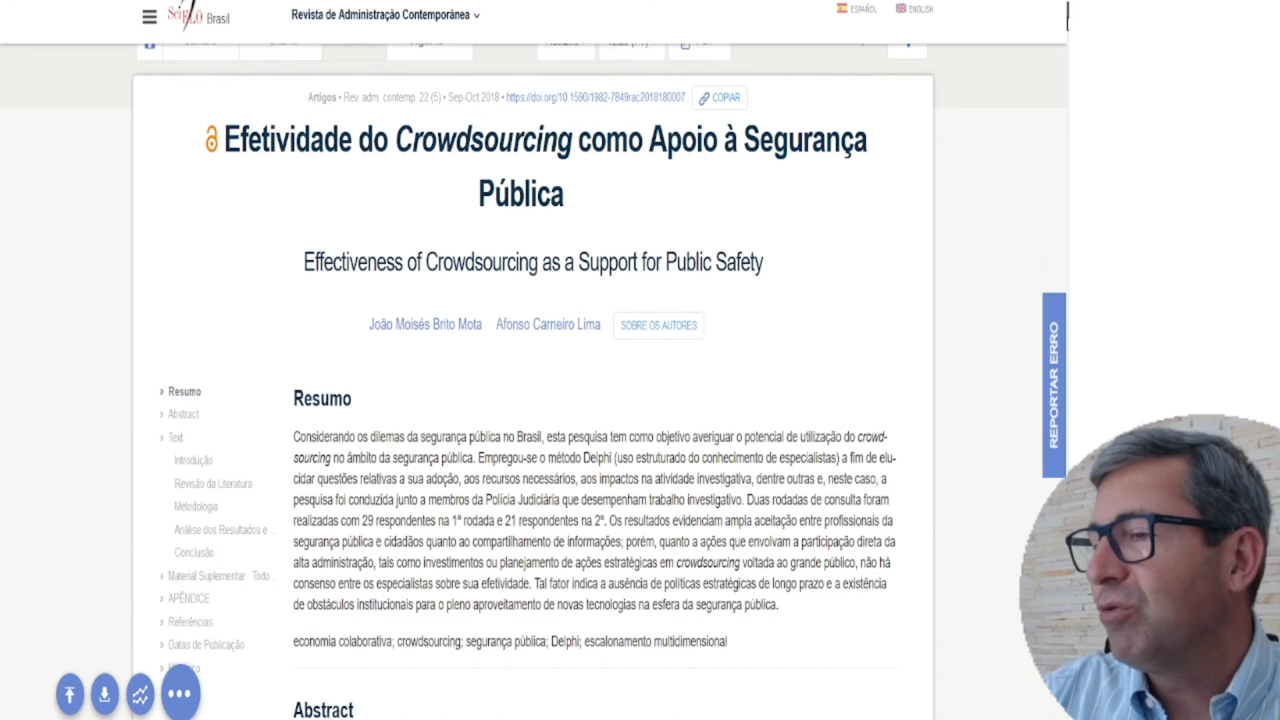 SciELO Brasil
Revista de Administração Contemporânea
ESPAÑOL
ENGLISH
Artigos • Rev. adm. contemp. 22 (5) • Sep-Oct 2018 • https://doi.org/10.1590/1982-7849rac2018180007
COPIAR
Efetividade do Crowdsourcing como Apoio à Segurança
Pública
Effectiveness of Crowdsourcing as a Support for Public Safety
João Moisés Brito Mota
Afonso Carneiro Lima
SOBRE OS AUTORES
REPORTAR ERRO
» Resumo
» Abstract
» Text
Introdução
Revisão da Literatura
Metodologia
Análise dos Resultados e ...
Conclusão
» Material Suplementar Todo...
» APÊNDICE
» Referências
» Datas de Publicação
Resumo
Considerando os dilemas da segurança pública no Brasil, esta pesquisa tem como objetivo averiguar o potencial de utilização do crowd-
sourcing no âmbito da segurança pública. Empregou-se o método Delphi (uso estruturado do conhecimento de especialistas) a fim de elu-
cidar questões relativas a sua adoção, aos recursos necessários, aos impactos na atividade investigativa, dentre outras e, neste caso, a
pesquisa foi conduzida junto a membros da Polícia Judiciária que desempenham trabalho investigativo. Duas rodadas de consulta foram
realizadas com 29 respondentes na 1ª rodada e 21 respondentes na 2ª. Os resultados evidenciam ampla aceitação entre profissionais da
segurança pública e cidadãos quanto ao compartilhamento de informações; porém, quanto a ações que envolvam a participação direta da
alta administração, tais como investimentos ou planejamento de ações estratégicas em crowdsourcing voltada ao grande público, não há
consenso entre os especialistas sobre sua efetividade. Tal fator indica a ausência de políticas estratégicas de longo prazo e a existência
de obstáculos institucionais para o pleno aproveitamento de novas tecnologias na esfera da segurança pública.
economia colaborativa; crowdsourcing; segurança pública; Delphi; escalonamento multidimensional
Abstract